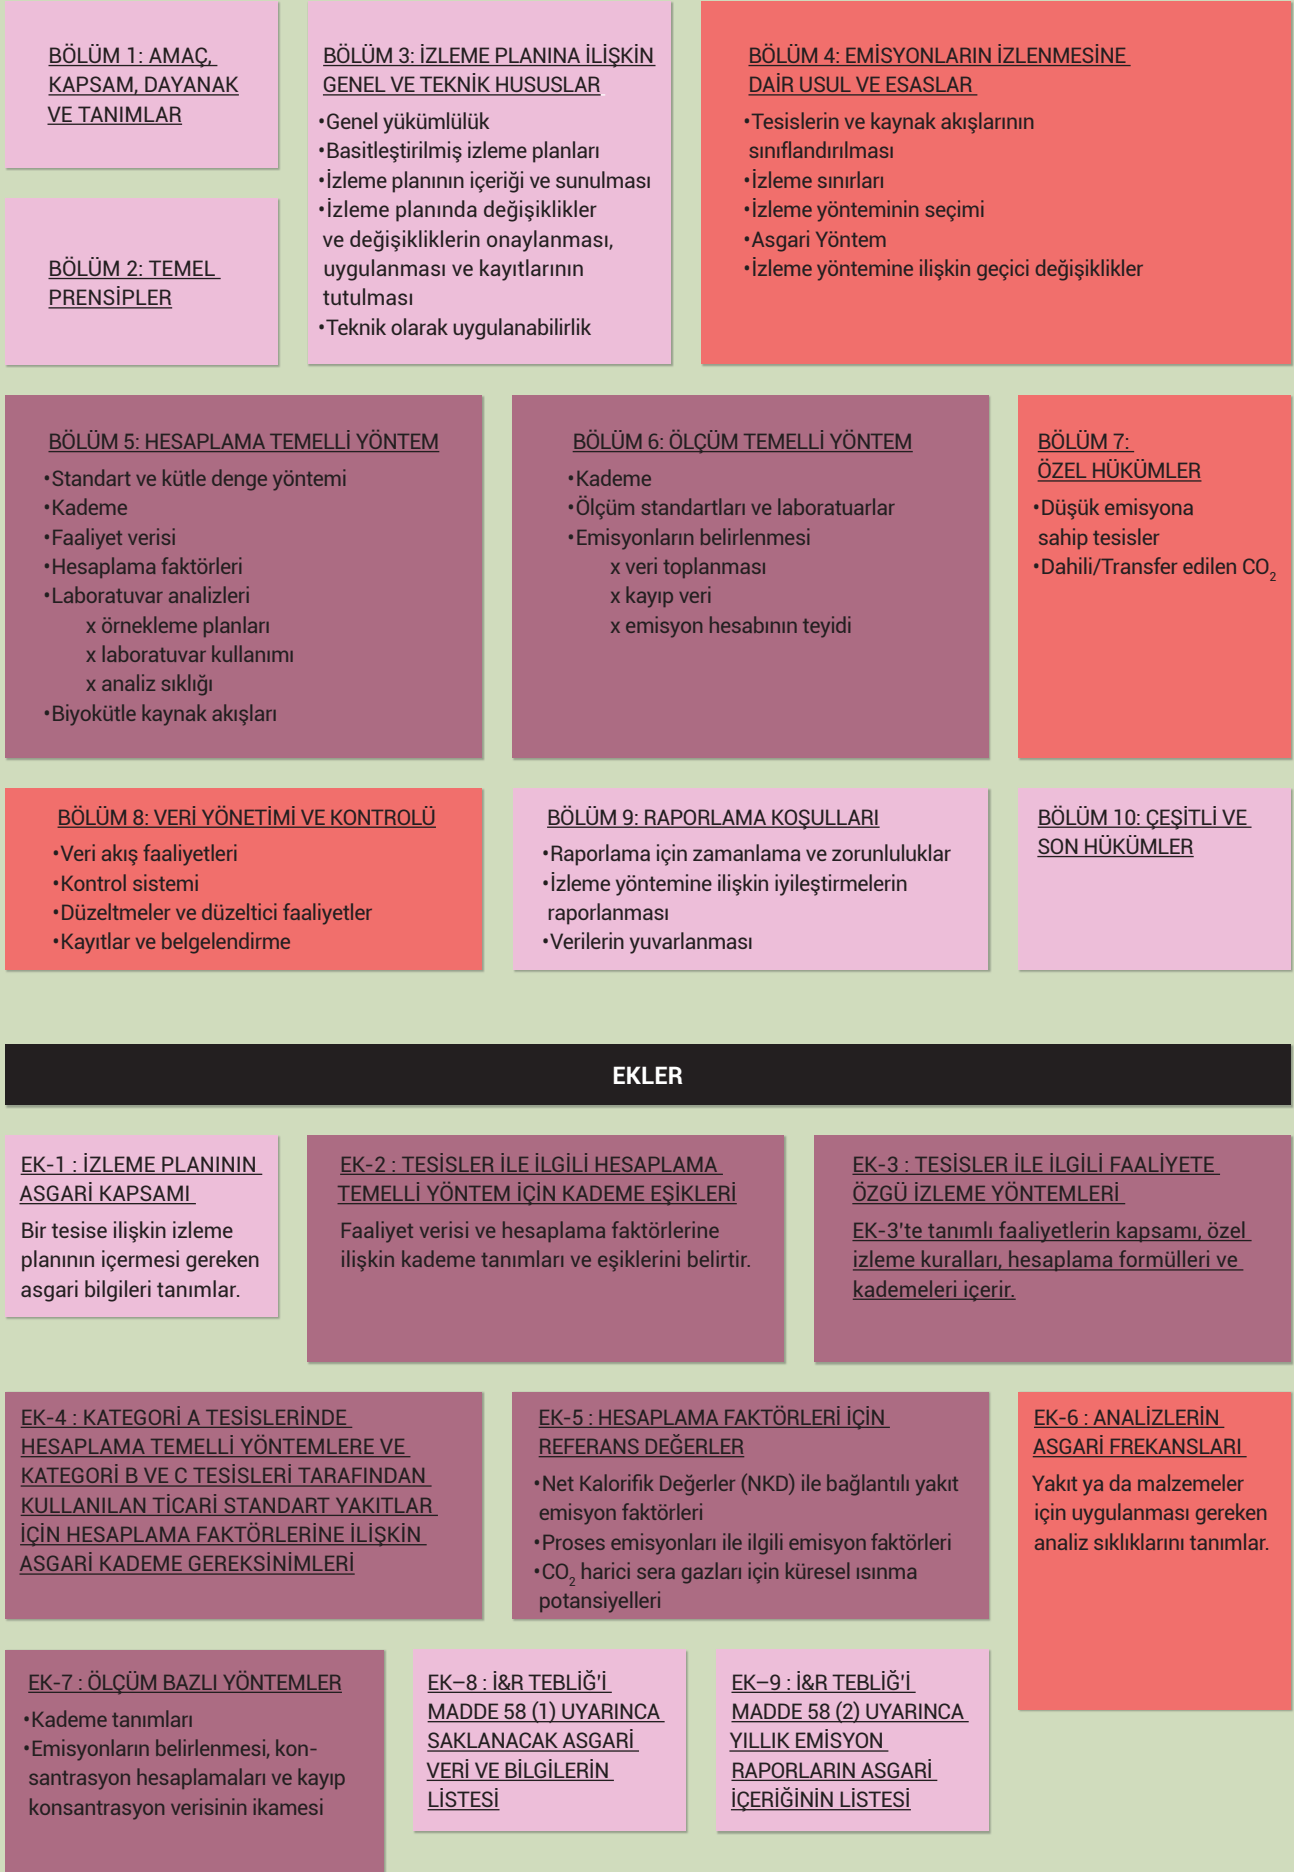 BÖLÜM 1: AMAÇ,
KAPSAM, DAYANAK
VE TANIMLAR
BÖLÜM 2: TEMEL
PRENSİPLER
BÖLÜM 3: İZLEME PLANINA İLİŞKİN
GENEL VE TEKNİK HUSUSLAR
•Genel yükümlülük
•Basitleştirilmiş izleme planları
•İzleme planının içeriği ve sunulması
•İzleme planında değişiklikler
ve değişikliklerin onaylanması,
uygulanması ve kayıtlarının
tutulması
•Teknik olarak uygulanabilirlik
BÖLÜM 4: EMİSYONLARIN İZLENMESİNE
DAİR USUL VE ESASLAR
•Tesislerin ve kaynak akışlarının
sınıflandırılması
•İzleme sınırları
•İzleme yönteminin seçimi
•Asgari Yöntem
•İzleme yöntemine ilişkin geçici değişiklikler
BÖLÜM 5: HESAPLAMA TEMELLİ YÖNTEM
•Standart ve kütle denge yöntemi
•Kademe
•Faaliyet verisi
•Hesaplama faktörleri
•Laboratuvar analizleri
x örnekleme planları
x laboratuvar kullanımı
x analiz sıklığı
•Biyokütle kaynak akışları
BÖLÜM 6: ÖLÇÜM TEMELLİ YÖNTEM
•Kademe
•Ölçüm standartları ve laboratuarlar
•Emisyonların belirlenmesi
x veri toplanması
x kayıp veri
x emisyon hesabının teyidi
BÖLÜM 7:
ÖZEL HÜKÜMLER
•Düşük emisyona
sahip tesisler
•Dahili/Transfer edilen CO₂
BÖLÜM 8: VERİ YÖNETİMİ VE KONTROLÜ
•Veri akış faaliyetleri
•Kontrol sistemi
•Düzeltmeler ve düzeltici faaliyetler
•Kayıtlar ve belgelendirme
BÖLÜM 9: RAPORLAMA KOŞULLARI
•Raporlama için zamanlama ve zorunluluklar
•İzleme yöntemine ilişkin iyileştirmelerin
raporlanması
•Verilerin yuvarlanması
BÖLÜM 10: ÇEŞİTLİ VE
SON HÜKÜMLER
EKLER
EK-1 : İZLEME PLANININ
ASGARİ KAPSAMI
Bir tesise ilişkin izleme
planının içermesi gereken
asgari bilgileri tanımlar.
EK-2 : TESİSLER İLE İLGİLİ HESAPLAMA
TEMELLİ YÖNTEM İÇİN KADEME EŞİKLERİ
Faaliyet verisi ve hesaplama faktörlerine
ilişkin kademe tanımları ve eşiklerini belirtir.
EK-3 : TESİSLER İLE İLGİLİ FAALİYETE
ÖZGÜ İZLEME YÖNTEMLERİ
EK-3'te tanımlı faaliyetlerin kapsamı, özel
izleme kuralları, hesaplama formülleri ve
kademeleri içerir.
EK-4 : KATEGORİ A TESİSLERİNDE
HESAPLAMA TEMELLİ YÖNTEMLERE VE
KATEGORİ B VE C TESİSLERİ TARAFINDAN
KULLANILAN TİCARİ STANDART YAKITLAR
İÇİN HESAPLAMA FAKTÖRLERİNE İLİŞKİN
ASGARİ KADEME GEREKSİNİMLERİ
EK-5 : HESAPLAMA FAKTÖRLERİ İÇİN
REFERANS DEĞERLER
•Net Kalorifik Değerler (NKD) ile bağlantılı yakıt
emisyon faktörleri
•Proses emisyonları ile ilgili emisyon faktörleri
•CO₂ harici sera gazları için küresel ısınma
potansiyelleri
EK-6 : ANALİZLERİN
ASGARİ FREKANSLARI
Yakıt ya da malzemeler
için uygulanması gereken
analiz sıklıklarını tanımlar.
EK-7 : ÖLÇÜM BAZLI YÖNTEMLER
•Kademe tanımları
•Emisyonların belirlenmesi, kon-
santrasyon hesaplamaları ve kayıp
konsantrasyon verisinin ikamesi
EK–8 : İ&R TEBLİĞ'İ
MADDE 58 (1) UYARINCA
SAKLANACAK ASGARİ
VERİ VE BİLGİLERİN
LİSTESİ
EK–9 : İ&R TEBLİĞ'İ
MADDE 58 (2) UYARINCA
YILLIK EMİSYON
RAPORLARIN ASGARİ
İÇERİĞİNİN LİSTESİ